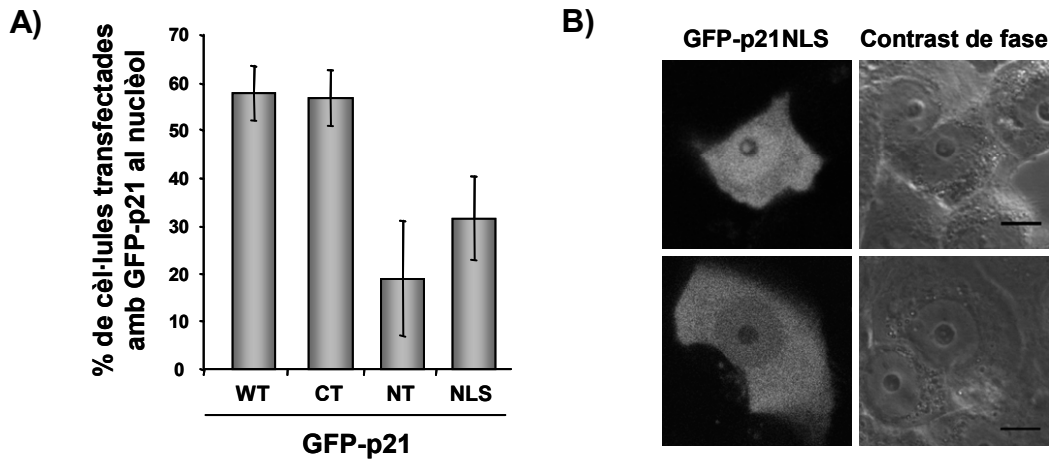 A)
% de cèl·lules transfectades
amb GFP-p21 al nuclèol
70
60
50
40
30
20
10
0
WT CT NT NLS
GFP-p21
B)
GFP-p21NLS Contrast de fase